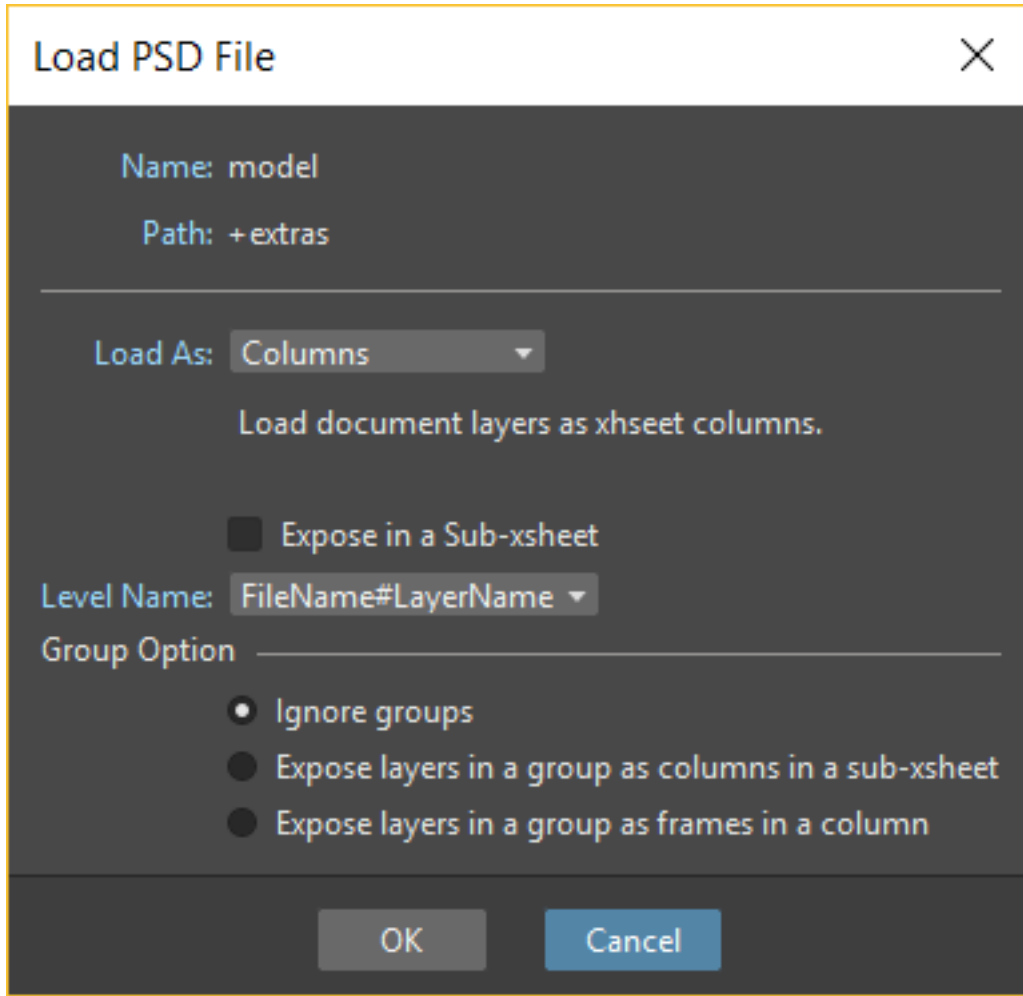 Load PSD File
Name: model
Path: +extras
Load As: Columns
Load document layers as xhseet columns.
Expose in a Sub-xsheet
Level Name: FileName#LayerName
Group Option
Ignore groups
Expose layers in a group as columns in a sub-xsheet
Expose layers in a group as frames in a column
OK Cancel